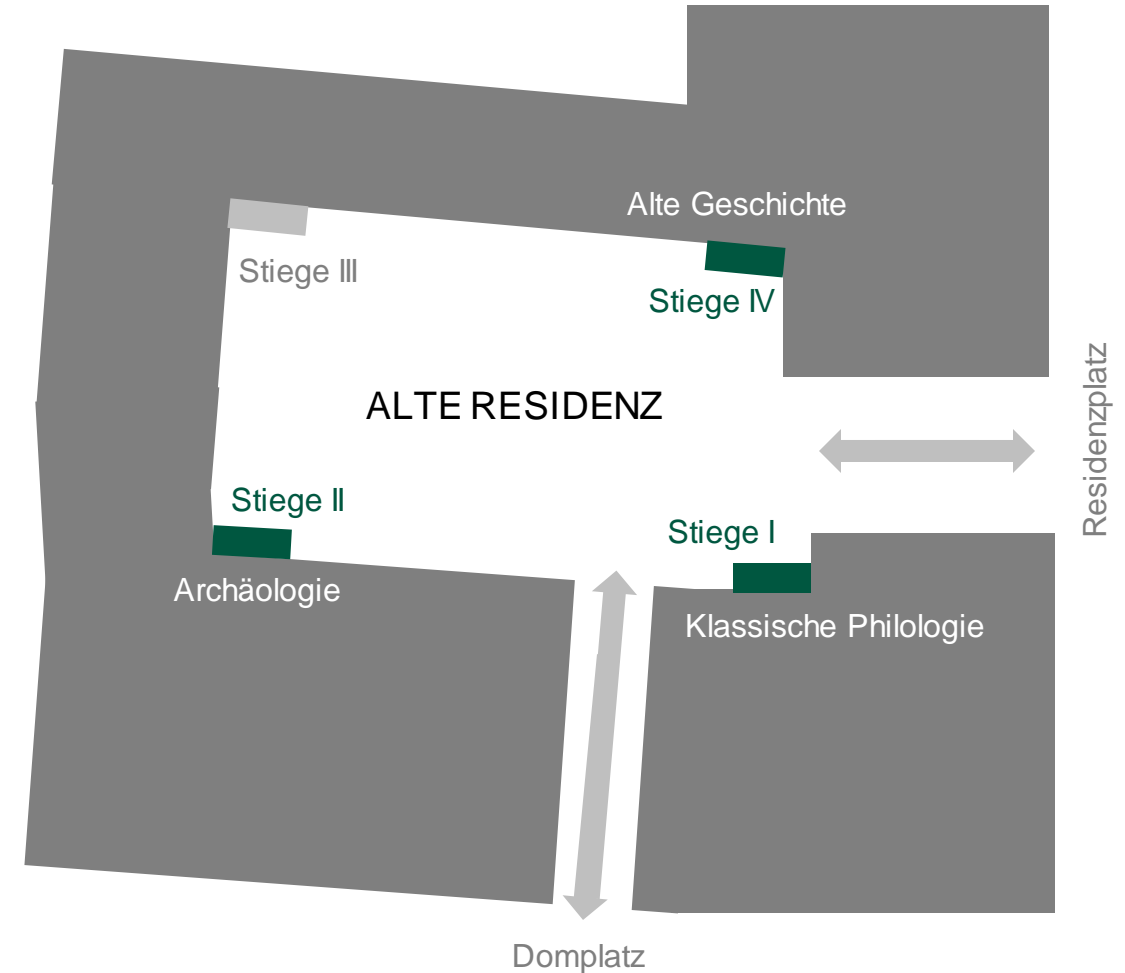 Alte Geschichte
Stiege III
Stiege IV
Residenzplatz
ALTE RESIDENZ
Stiege II
Stiege I
Archäologie
Klassische Philologie
Domplatz